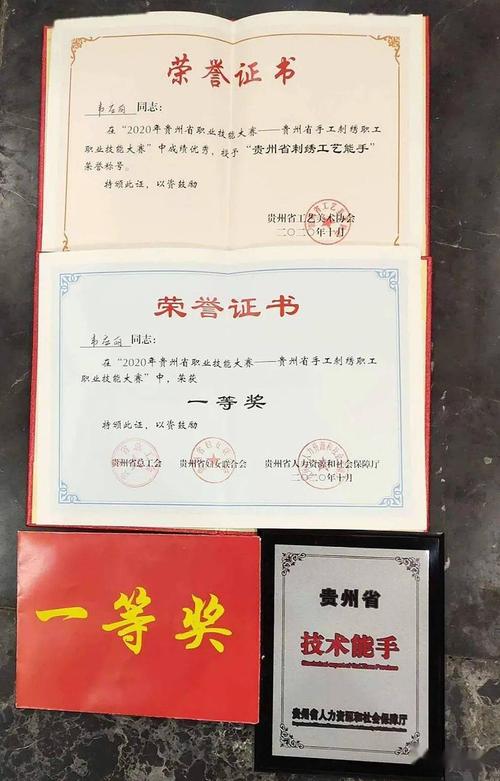 荣誉证书
韦应丽 同志：
在“2020年贵州省职业技能大赛——贵州省手工刺绣职工
职业技能大赛”中成绩优秀，授予“贵州省刺绣工艺能手”
荣誉称号。
特颁此证，以资鼓励
贵州省工艺美术协会
二〇二〇年十月
荣誉证书
韦应丽 同志：
在“2020年贵州省职业技能大赛——贵州省手工刺绣职工
职业技能大赛”中，荣获
一等奖
特颁此证，以资鼓励
贵州省总工会 贵州省妇女联合会 贵州省人力资源和社会保障厅
二〇二〇年十月
一等奖
贵州省
技术能手
贵州省人力资源和社会保障厅